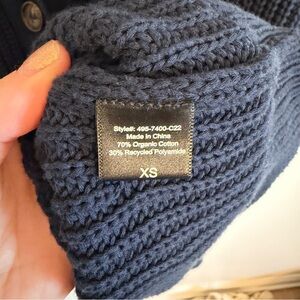 Style#: 495-7400-C22
Made in China
70% Organic Cotton
30% Recycled Polyamide
XS